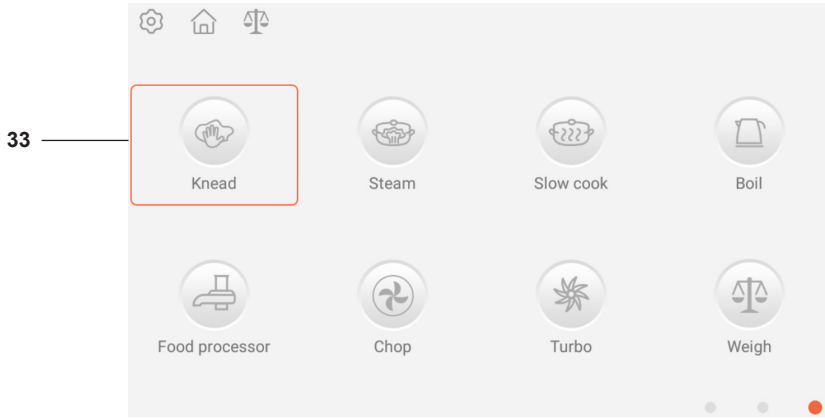 33
Knead
Steam
Slow cook
Boil
Food processor
Chop
Turbo
Weigh